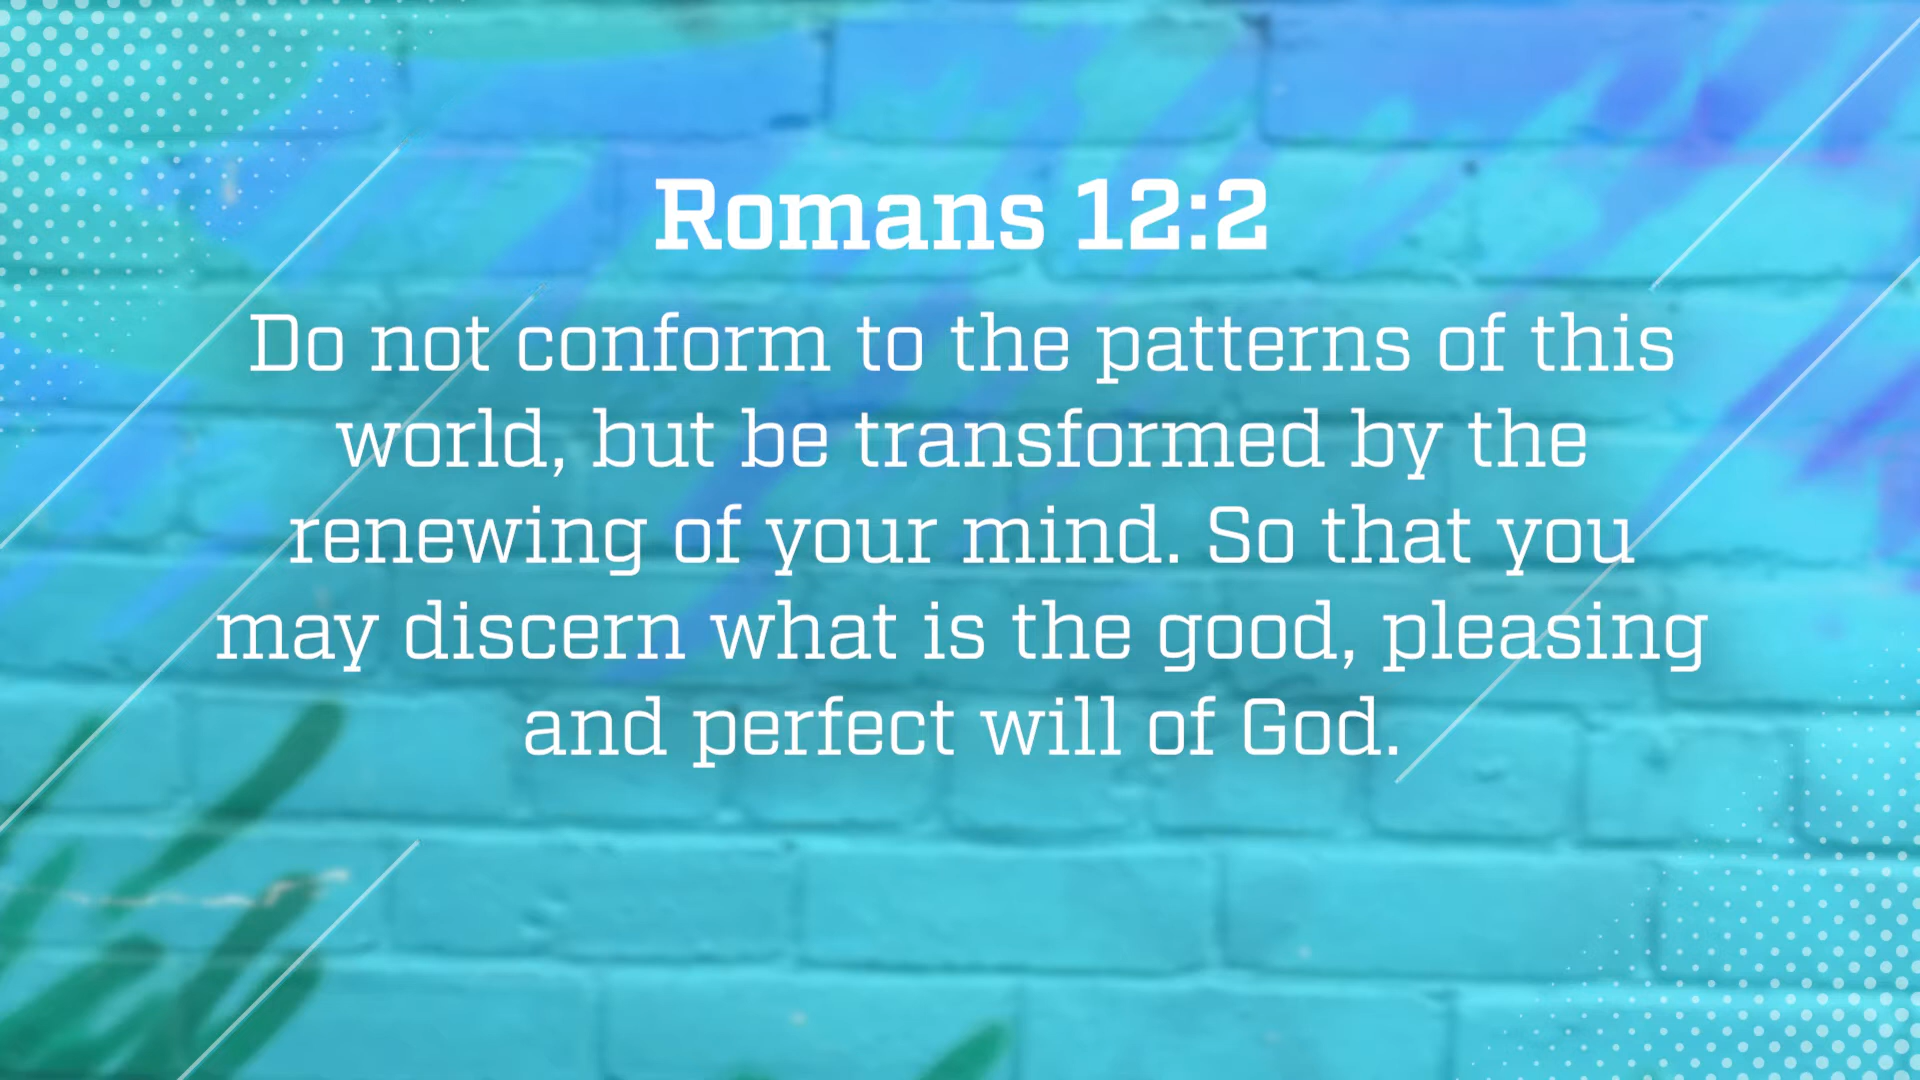 Romans 12:2
Do not conform to the patterns of this
world, but be transformed by the
renewing of your mind. So that you
may discern what is the good, pleasing
and perfect will of God.